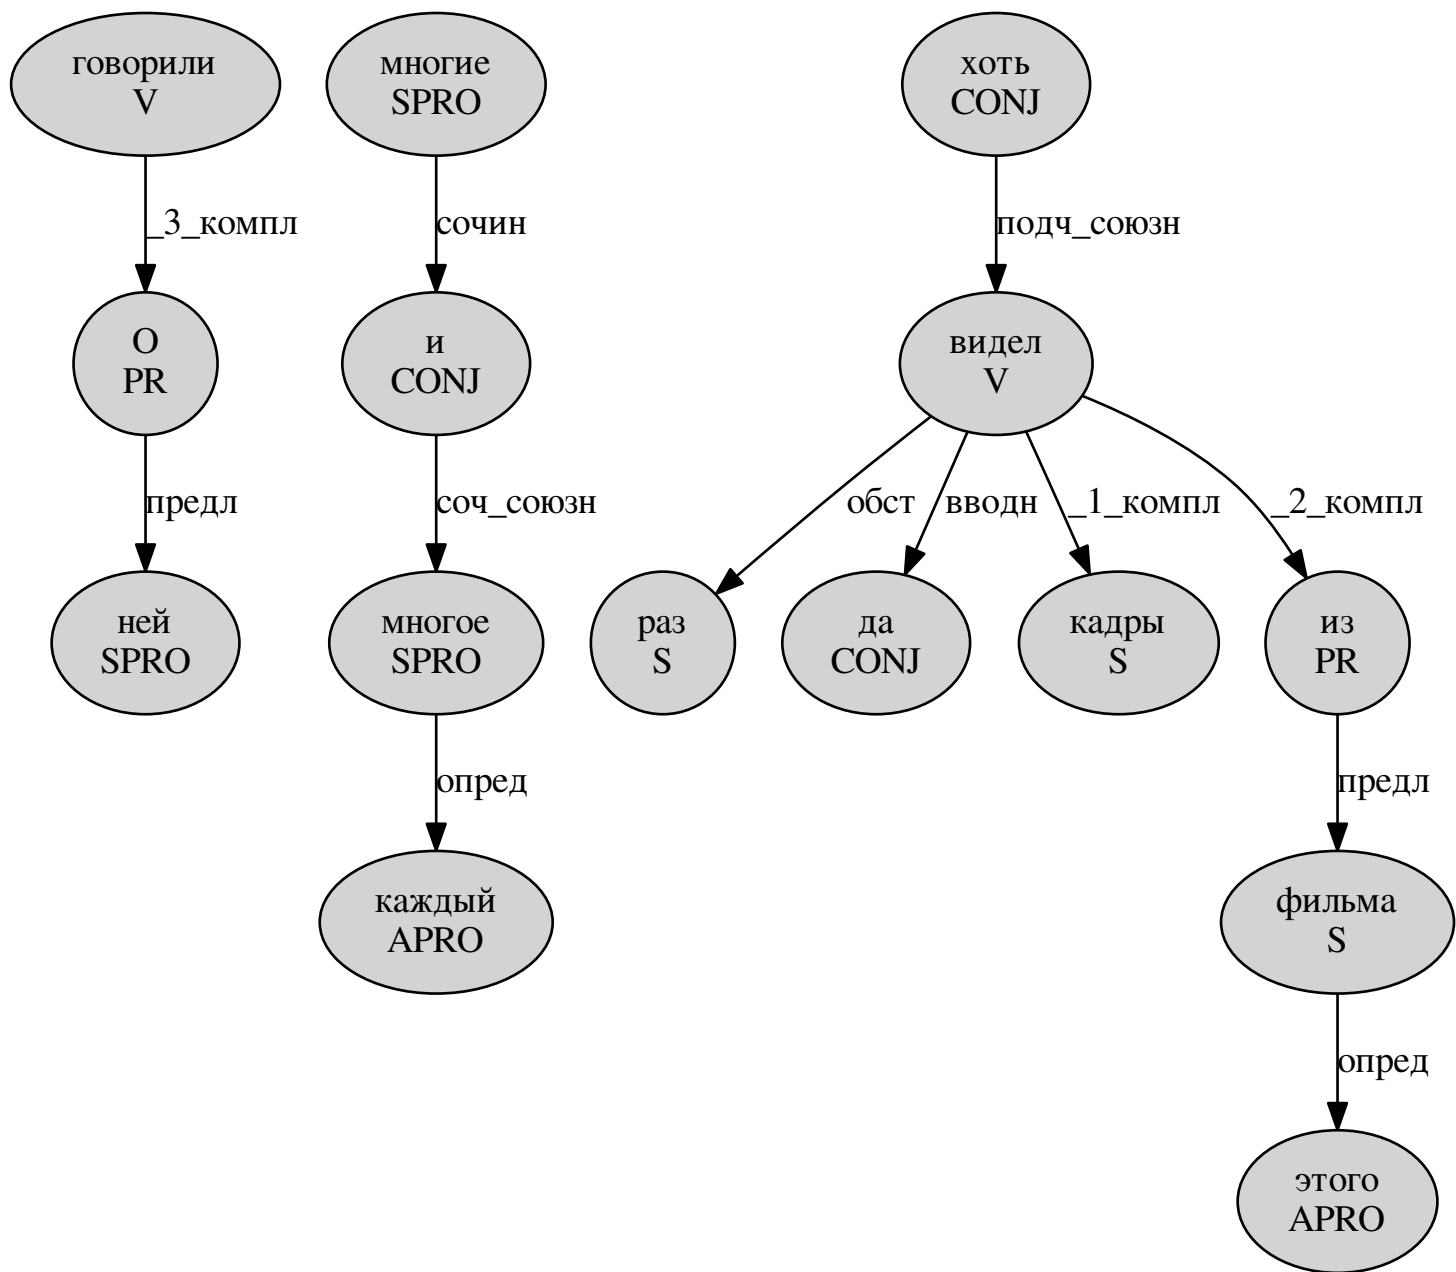 говорили
V
многие
SPRO
хоть
CONJ
_3_компл
сочин
подч_союзн
О
PR
и
CONJ
видел
V
предл
соч_союзн
обст
вводн
_1_компл
_2_компл
ней
SPRO
многое
SPRO
раз
S
да
CONJ
кадры
S
из
PR
опред
предл
каждый
APRO
фильма
S
опред
этого
APRO